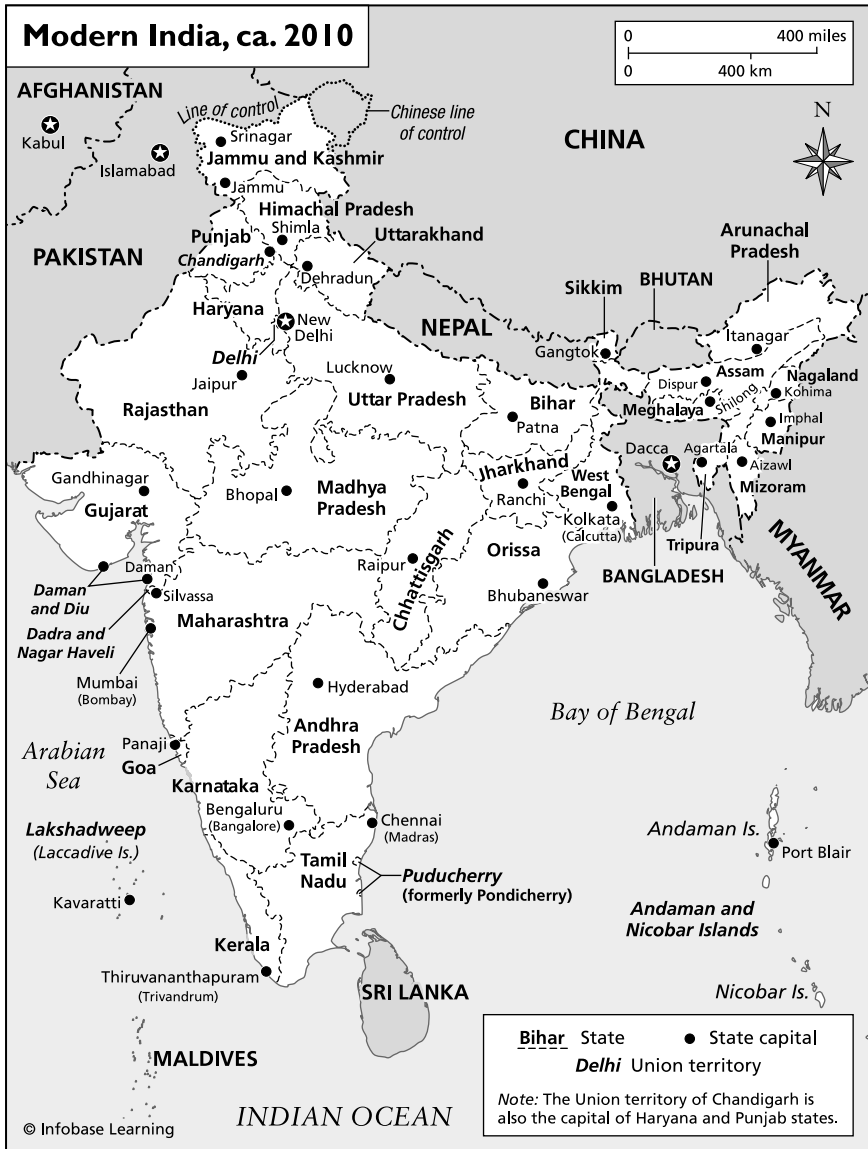 Modern India, ca. 2010
0 400 miles
0 400 km
N
AFGHANISTAN
Kabul
Islamabad
Line of control
Chinese line
of control
CHINA
Srinagar
Jammu and Kashmir
Jammu
Himachal Pradesh
Shimla
Punjab
Chandigarh
Uttarakhand
Dehradun
PAKISTAN
Haryana
New
Delhi
Delhi
NEPAL
Sikkim
Gangtok
BHUTAN
Arunachal
Pradesh
Itanagar
Jaipur
Rajasthan
Lucknow
Uttar Pradesh
Bihar
Patna
Dispur
Assam
Nagaland
Kohima
Meghalaya
Shilong
Imphal
Manipur
Dacca
Agartala
Aizawl
Mizoram
Tripura
BANGLADESH
MYANMAR
Gandhinagar
Gujarat
Bhopal
Madhya
Pradesh
Jharkhand
Ranchi
West
Bengal
Kolkata
(Calcutta)
Daman
Daman
and Diu
Silvassa
Dadra and
Nagar Haveli
Raipur
Chhattisgarh
Orissa
Bhubaneswar
Maharashtra
Mumbai
(Bombay)
Hyderabad
Andhra
Pradesh
Bay of Bengal
Arabian
Sea
Panaji
Goa
Karnataka
Bengaluru
(Bangalore)
Chennai
(Madras)
Lakshadweep
(Laccadive Is.)
Kavaratti
Tamil
Nadu
Puducherry
(formerly Pondicherry)
Andaman Is.
Port Blair
Andaman and
Nicobar Islands
Nicobar Is.
Kerala
Thiruvananthapuram
(Trivandrum)
SRI LANKA
MALDIVES
INDIAN OCEAN
Bihar State
State capital
Delhi Union territory
Note: The Union territory of Chandigarh is
also the capital of Haryana and Punjab states.
© Infobase Learning